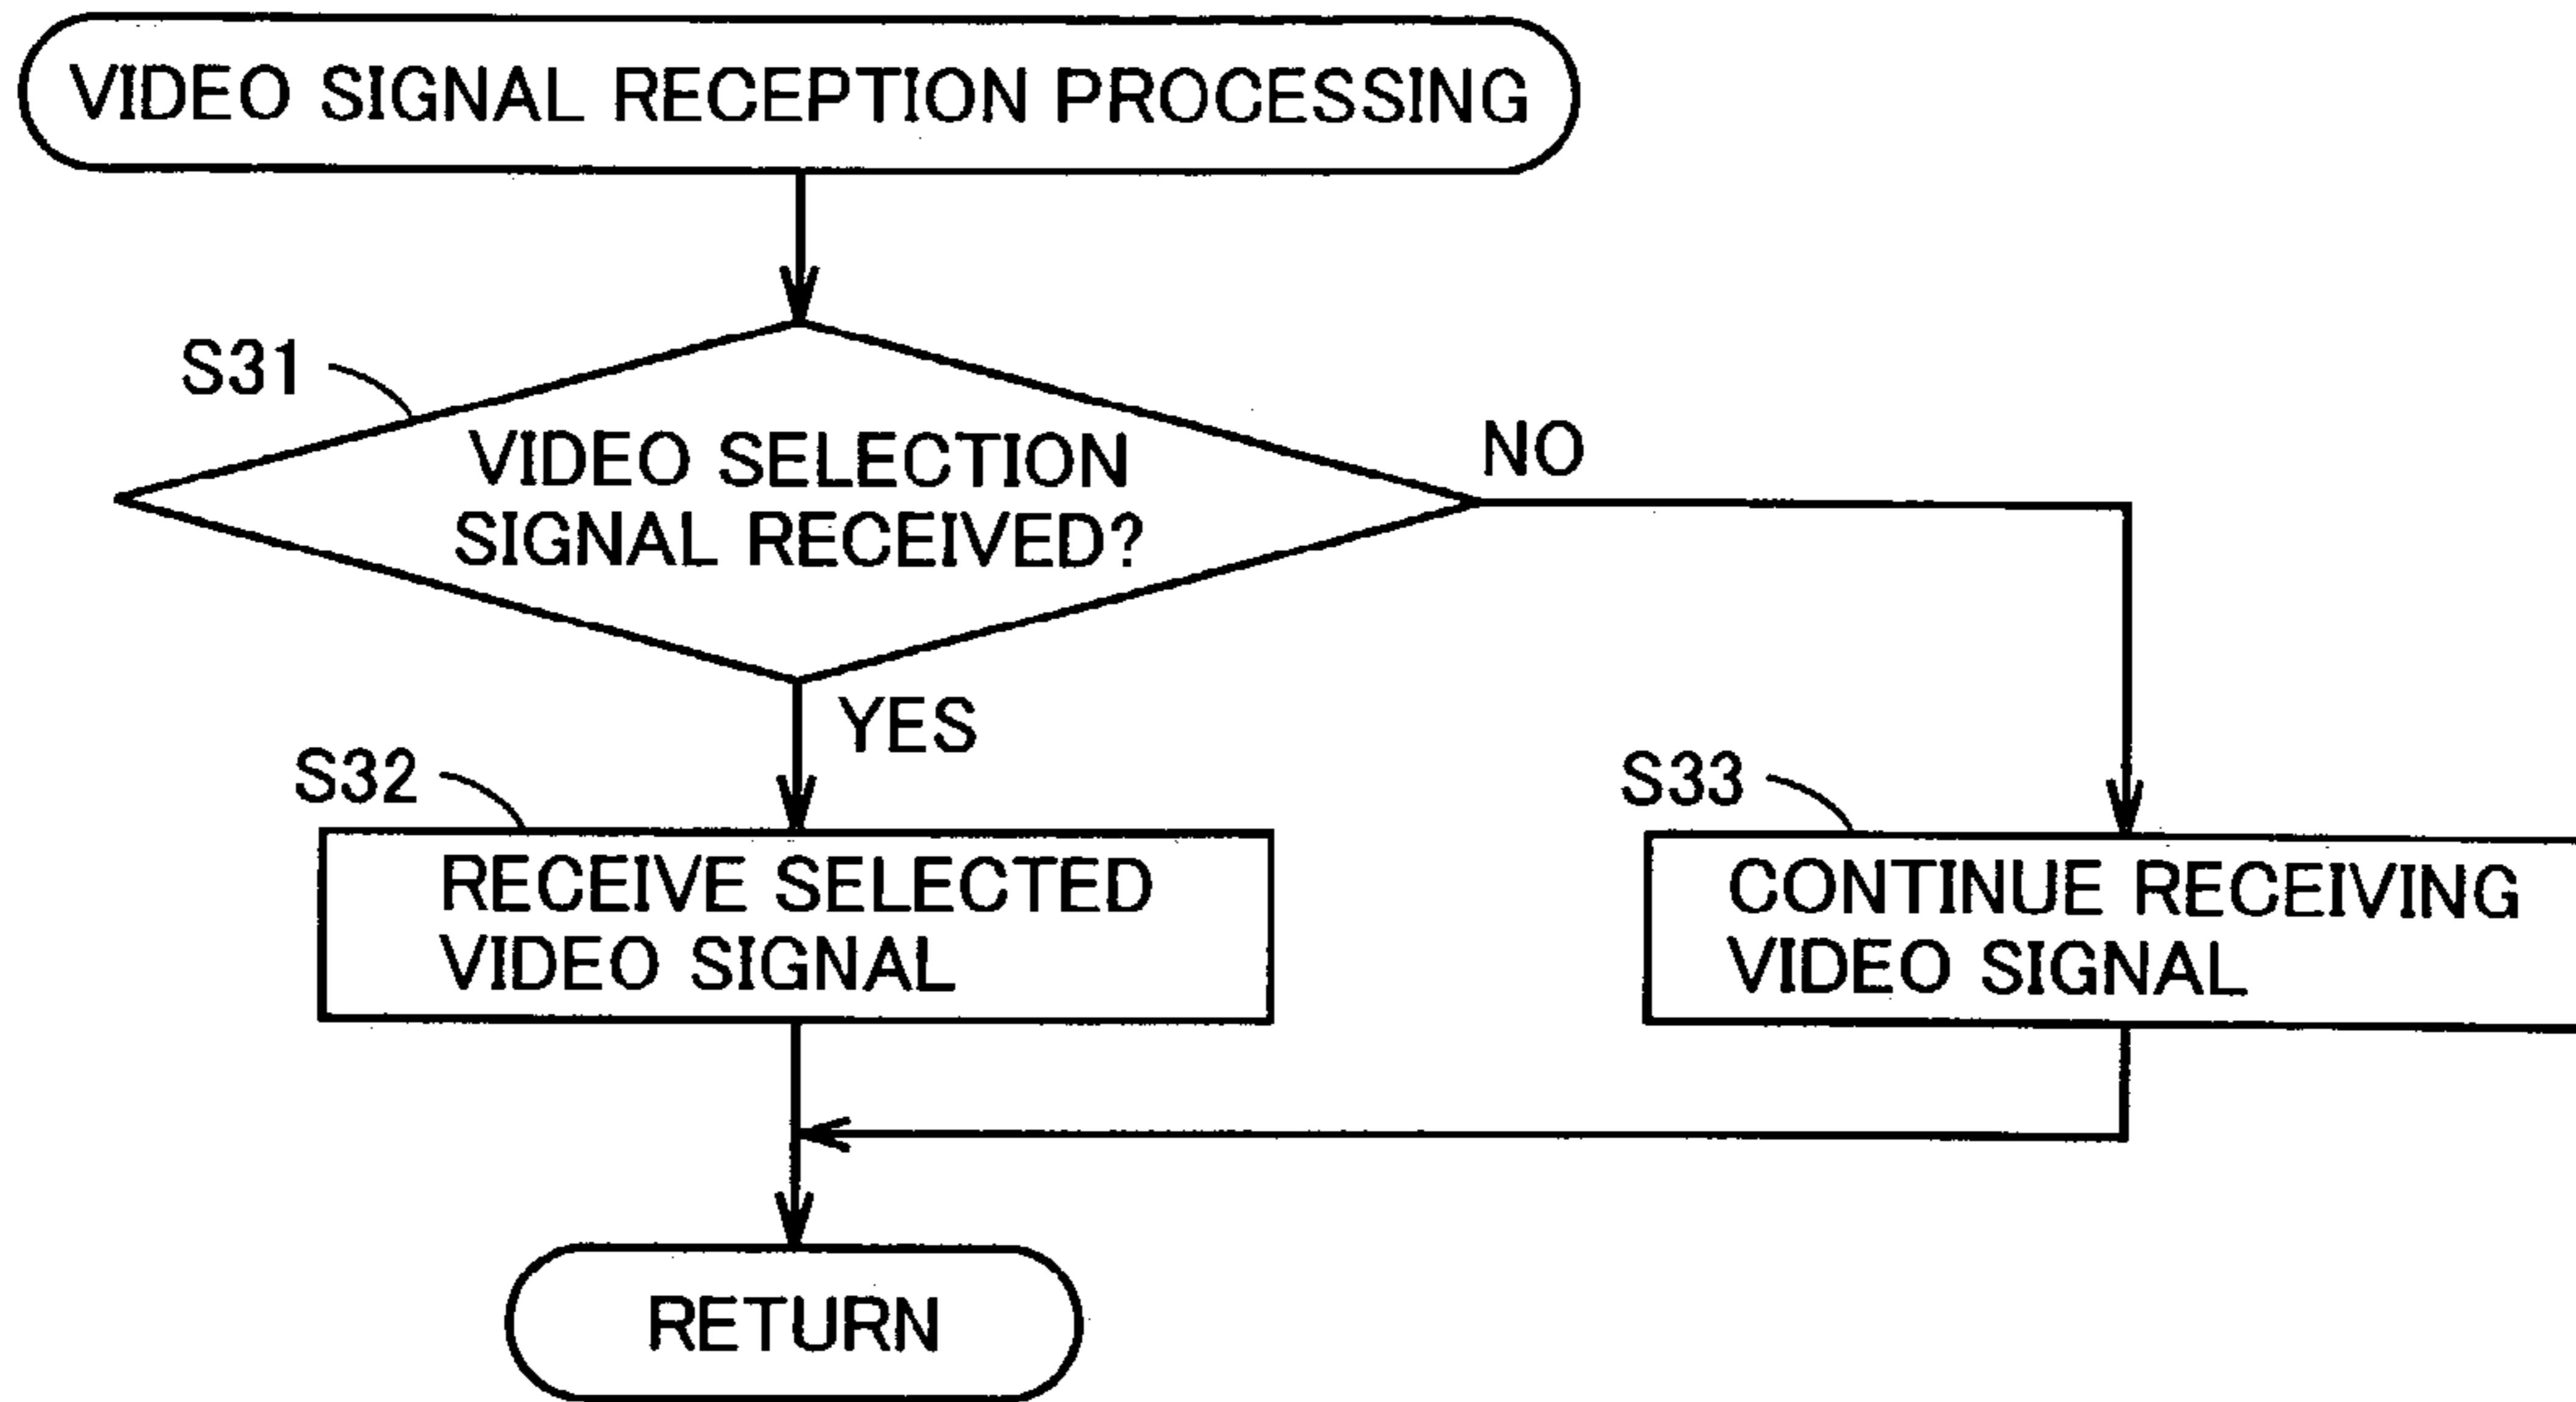 VIDEO SIGNAL RECEPTION PROCESSING
S31
VIDEO SELECTION
SIGNAL RECEIVED?
NO
YES
S32
RECEIVE SELECTED
VIDEO SIGNAL
S33
CONTINUE RECEIVING
VIDEO SIGNAL
RETURN